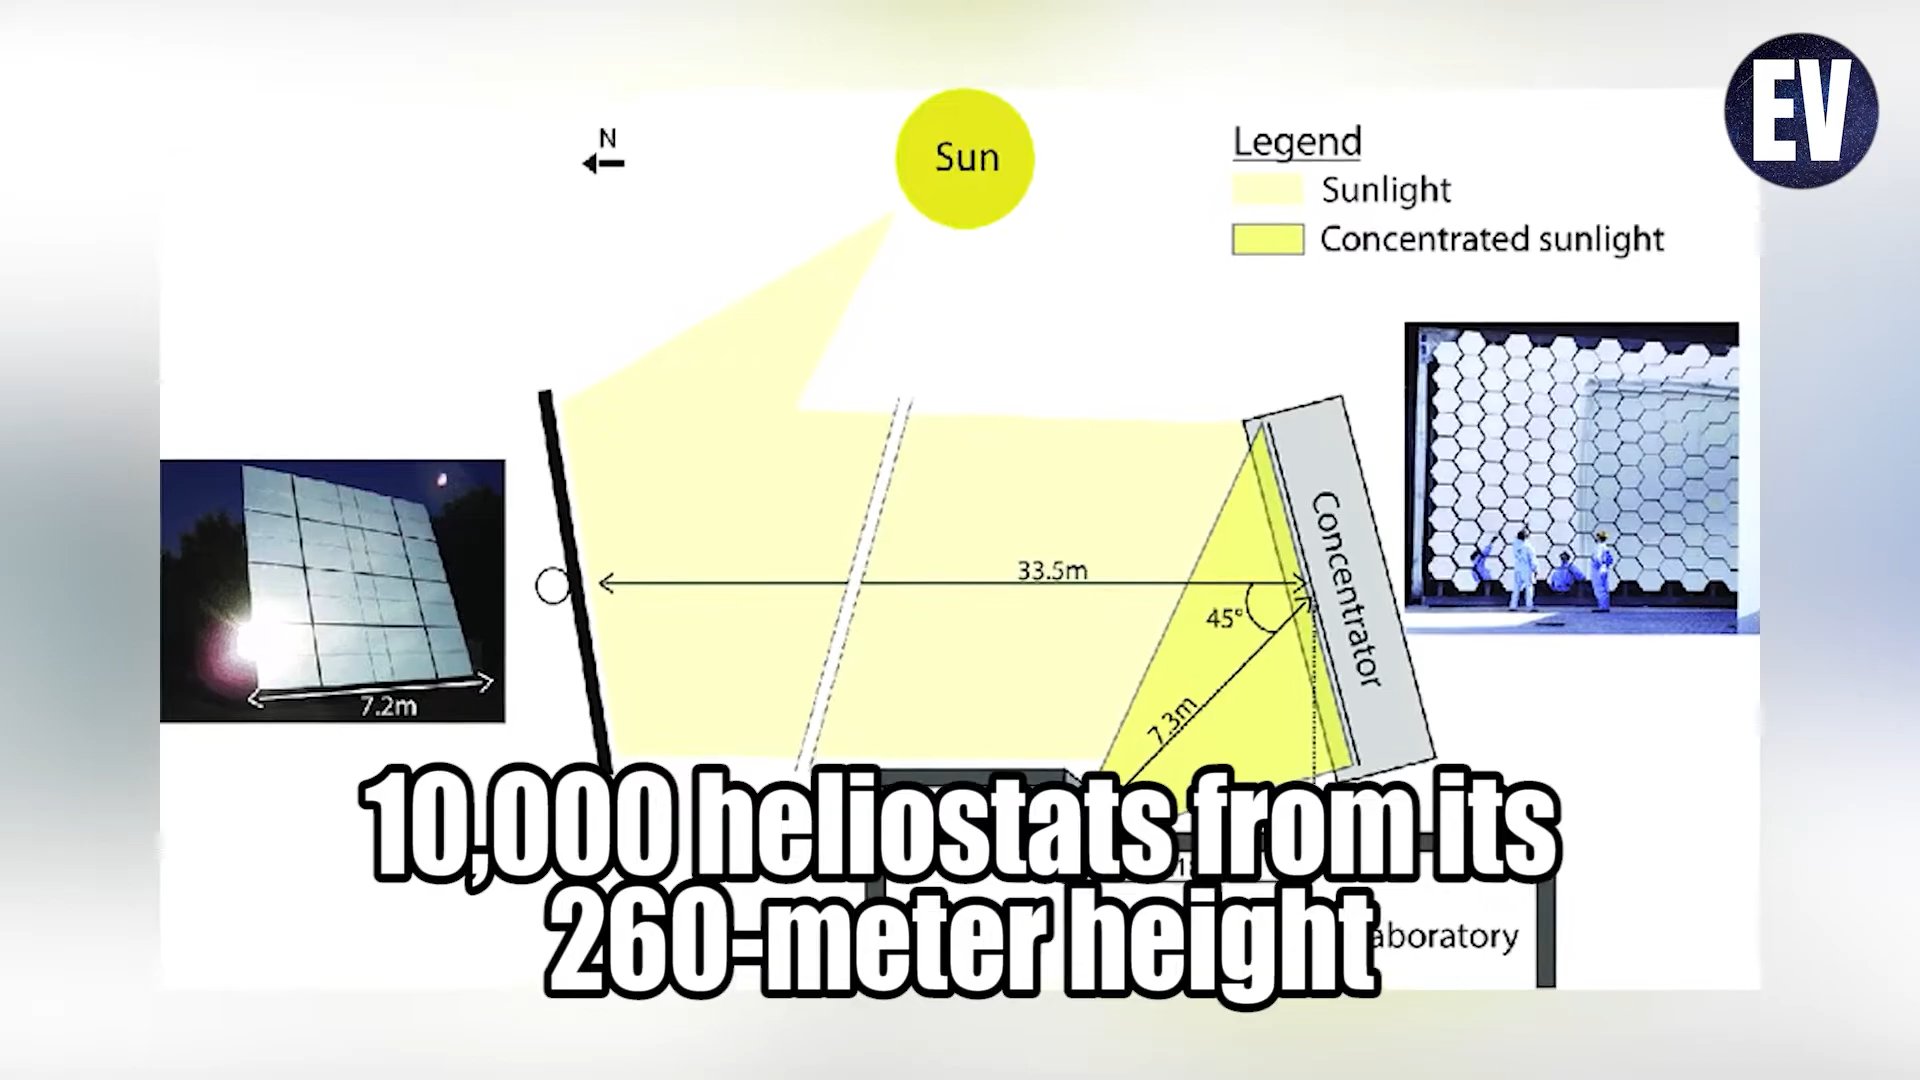 EV
N
Sun
Legend
Sunlight
Concentrated sunlight
33.5m
45°
Concentrator
7.3m
7.2m
10,000 heliostats from its
260-meter height
aboratory